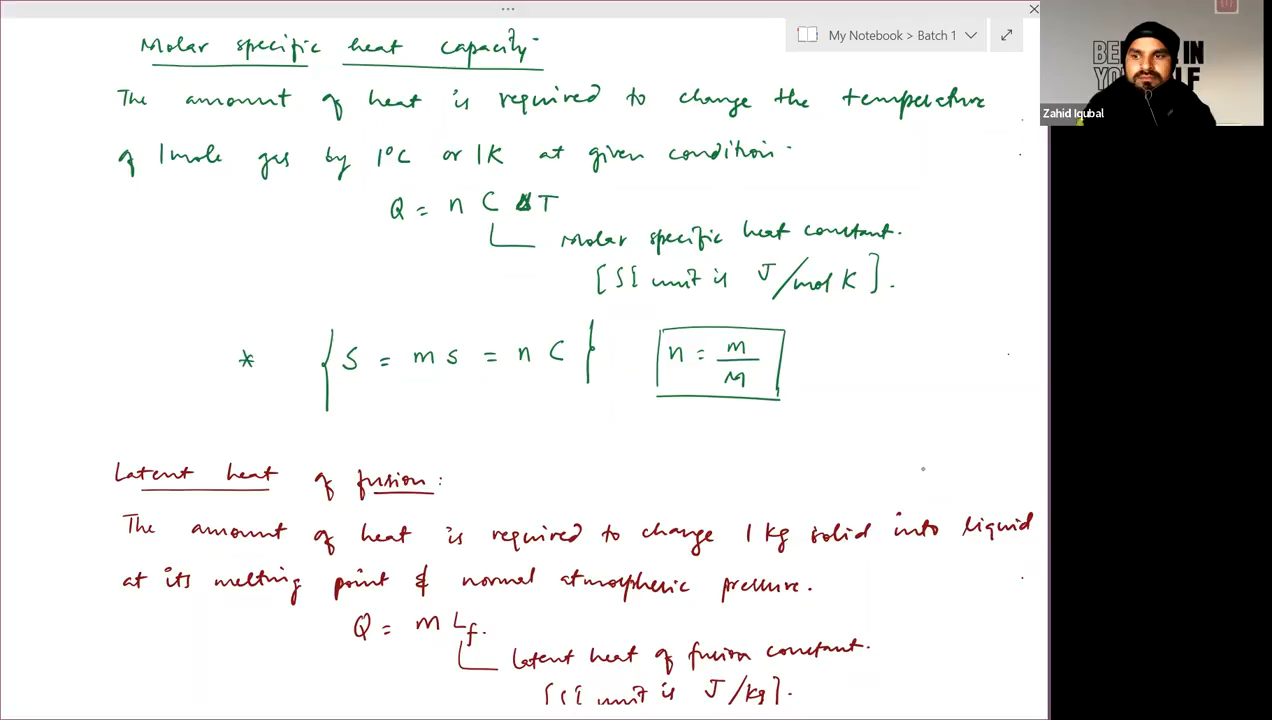 Molar specific heat capacity-
My Notebook > Batch 1
The amount of heat is required to change the temperature
of 1 mole gas by 1°C or 1K at given condition.
Q = n C ΔT
Molar specific heat constant.
[SI unit is J/mol K].
* { S = m s = n C } n = m/M
Latent heat of fusion:
The amount of heat is required to change 1 kg solid into liquid
at its melting point & normal atmospheric pressure.
Q = m Lf.
Latent heat of fusion constant.
[SI unit is J/kg].
Zahid Iqubal